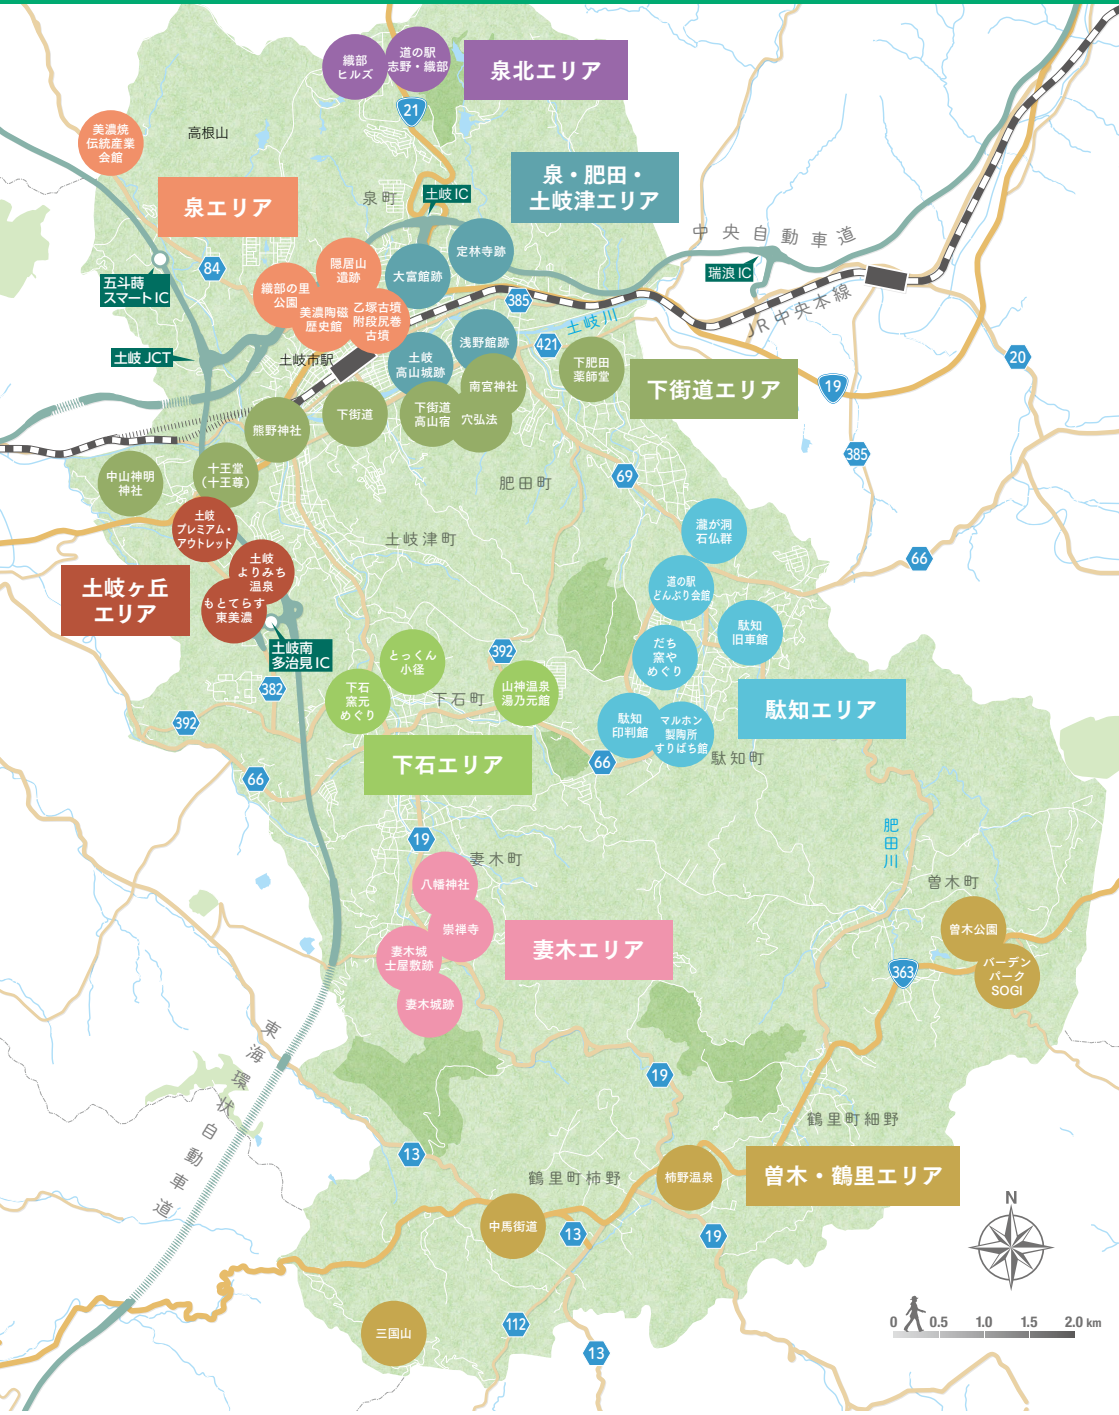 織部
ヒルズ
道の駅
志野・織部
泉北エリア
21
美濃焼
伝統産業
会館
高根山
泉・肥田・
土岐津エリア
泉エリア
泉町
土岐IC
中央自動車道
定林寺跡
隠居山
遺跡
大富館跡
84
五斗蒔
スマートIC
瑞浪IC
織部の里
公園
美濃陶磁
歴史館
乙塚古墳
附段尻巻
古墳
385
土岐川
JR中央本線
土岐JCT
土岐市駅
浅野館跡
421
土岐
高山城跡
下肥田
薬師堂
20
下街道エリア
19
南宮神社
下街道
下街道
高山宿
穴弘法
熊野神社
385
中山神明
神社
十王堂
(十王尊)
69
肥田町
土岐
プレミアム・
アウトレット
土岐津町
瀧が洞
石仏群
66
土岐
よりみち
温泉
土岐ヶ丘
エリア
もとてらす
東美濃
道の駅
どんぶり会館
駄知
旧車館
土岐南
多治見IC
とっくん
小径
392
だち
窯や
めぐり
382
下石
窯元
めぐり
下石町
山神温泉
湯乃元館
駄知エリア
392
駄知
印判館
マルホン
製陶所
すりばち館
駄知町
下石エリア
66
66
19
肥田川
妻木町
八幡神社
曽木町
崇禅寺
妻木エリア
曽木公園
妻木城
士屋敷跡
バーデン
パーク
SOGI
363
妻木城跡
東海環状自動車道
19
鶴里町細野
13
鶴里町柿野
柿野温泉
曽木・鶴里エリア
中馬街道
13
19
N
三国山
112
13
0 0.5 1.0 1.5 2.0 km